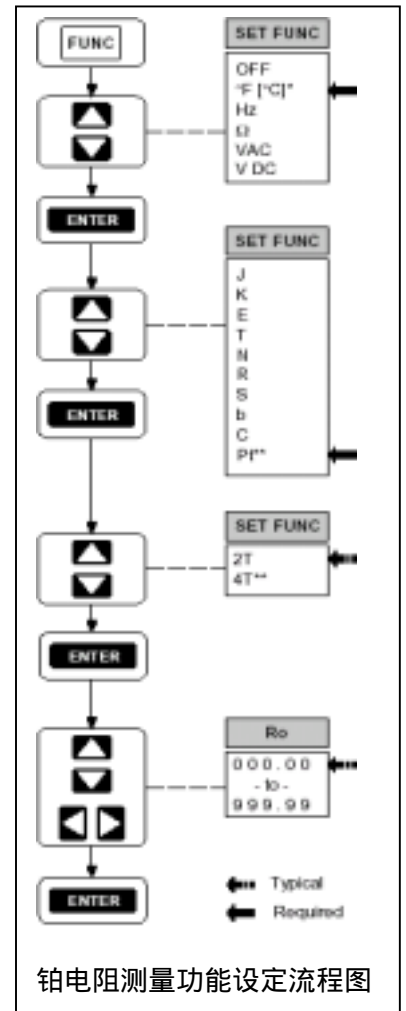 FUNC
SET FUNC
OFF
°F [°C]*
Hz
Ω
VAC
V DC
ENTER
SET FUNC
J
K
E
T
N
R
S
b
C
Pt**
ENTER
SET FUNC
2T
4T**
ENTER
Ro
000.00
- to -
999.99
ENTER
Typical
Required
铂电阻测量功能设定流程图